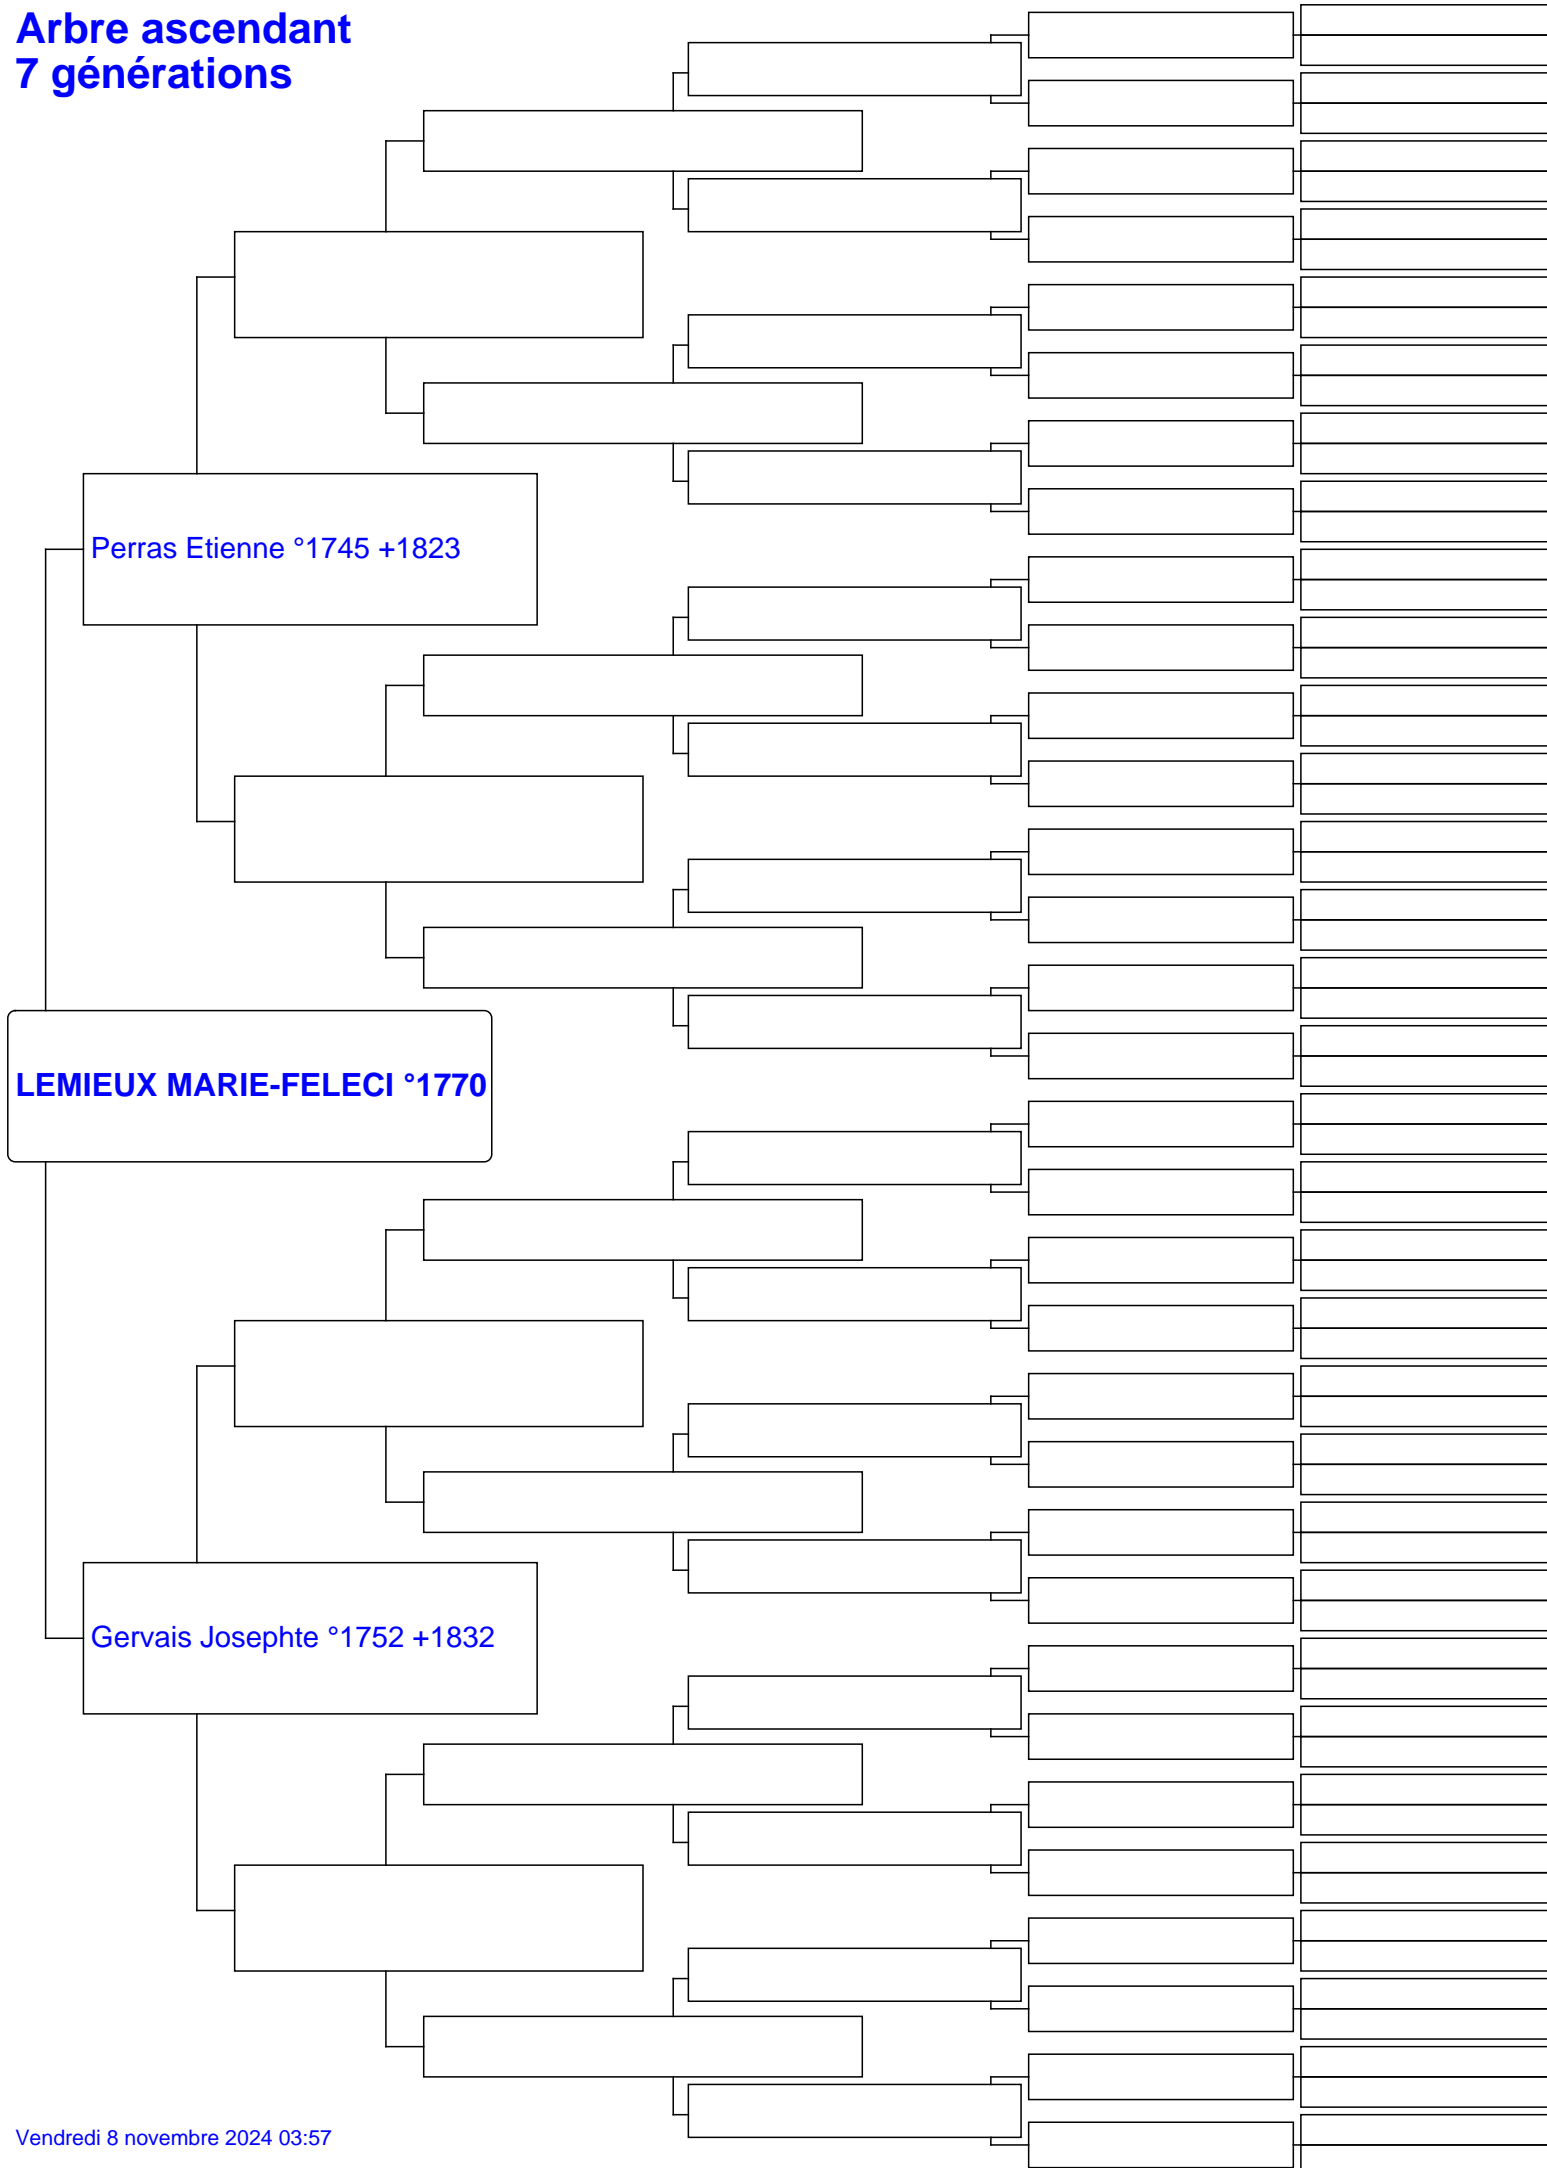 Arbre ascendant
7 générations
Perras Etienne °1745 +1823
LEMIEUX MARIE-FELECI °1770
Gervais Josephte °1752 +1832
Vendredi 8 novembre 2024 03:57